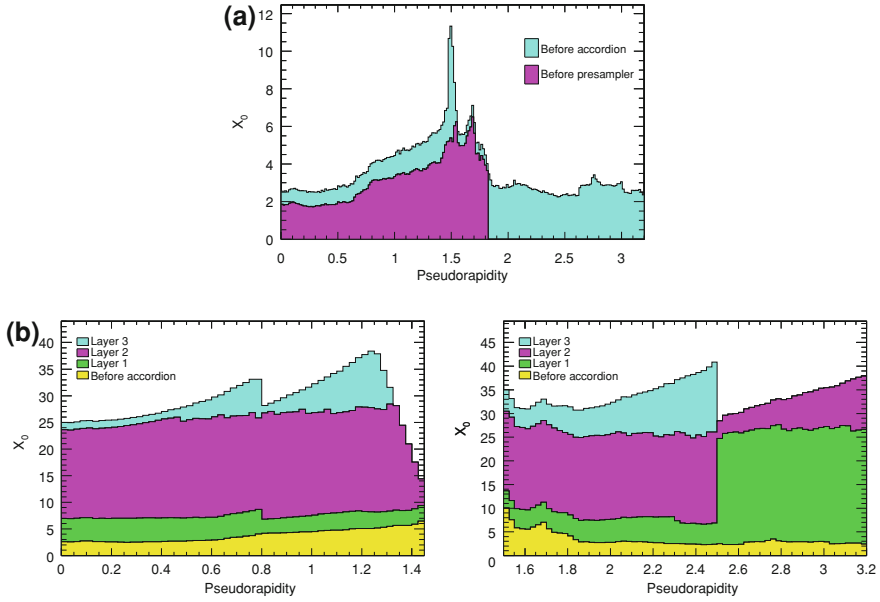 (a)
12
10
8
6
4
2
0
X0
Before accordion
Before presampler
0 0.5 1 1.5 2 2.5 3
Pseudorapidity
(b)
40
35
30
25
20
15
10
5
0
X0
Layer 3
Layer 2
Layer 1
Before accordion
0 0.2 0.4 0.6 0.8 1 1.2 1.4
Pseudorapidity
45
40
35
30
25
20
15
10
5
0
X0
Layer 3
Layer 2
Layer 1
Before accordion
1.6 1.8 2 2.2 2.4 2.6 2.8 3 3.2
Pseudorapidity